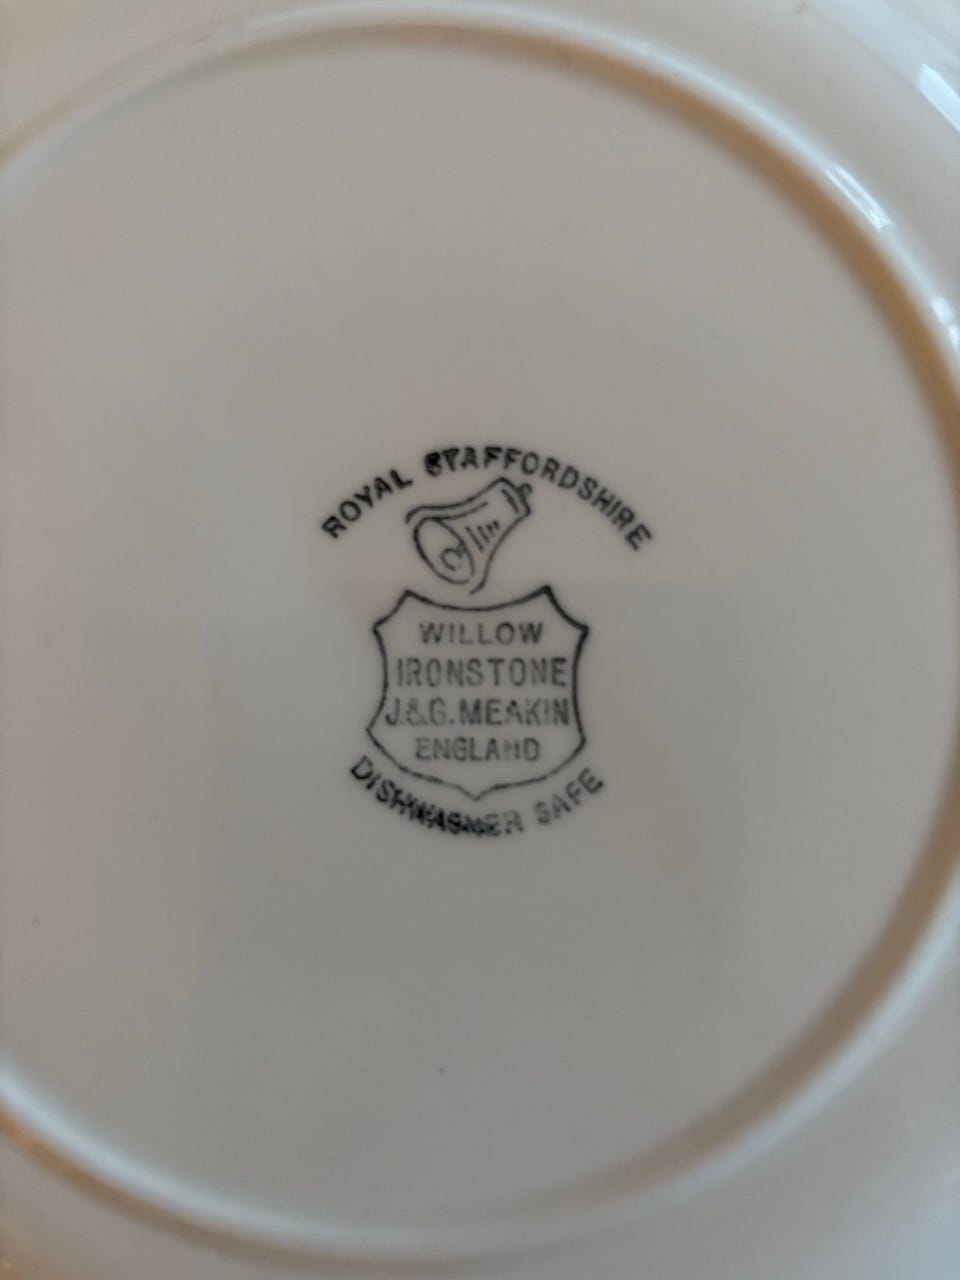 ROYAL STAFFORDSHIRE
WILLOW
IRONSTONE
J.&G. MEAKIN
ENGLAND
DISHWASHER SAFE